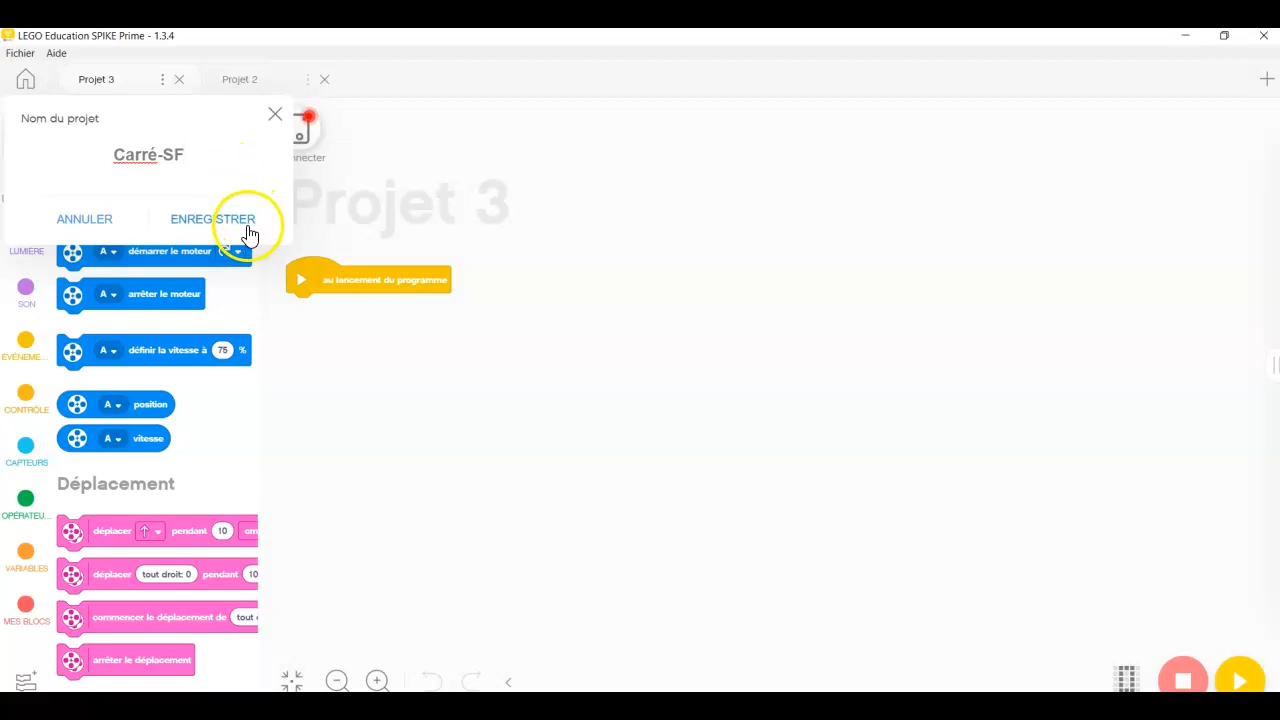 LEGO Education SPIKE Prime - 1.3.4
Fichier Aide
Projet 3 Projet 2
Nom du projet
Carré-SF
ANNULER ENREGISTRER
Projet 3
LUMIÈRE
SON
ÉVÉNEME...
CONTRÔLE
CAPTEURS
OPÉRATEU...
VARIABLES
MES BLOCS
A démarrer le moteur
A arrêter le moteur
A définir la vitesse à 75 %
A position
A vitesse
Déplacement
déplacer pendant 10 cm
déplacer tout droit: 0 pendant 10
commencer le déplacement de tout
arrêter le déplacement
au lancement du programme